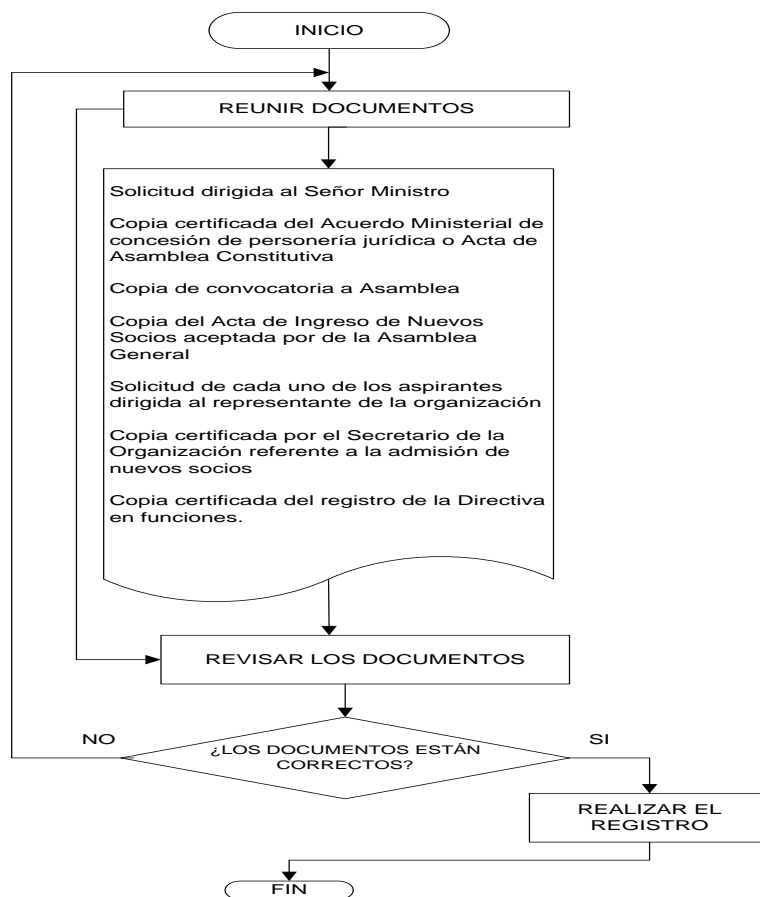 INICIO
REUNIR DOCUMENTOS
Solicitud dirigida al Señor Ministro
Copia certificada del Acuerdo Ministerial de
concesión de personería jurídica o Acta de
Asamblea Constitutiva
Copia de convocatoria a Asamblea
Copia del Acta de Ingreso de Nuevos
Socios aceptada por de la Asamblea
General
Solicitud de cada uno de los aspirantes
dirigida al representante de la organización
Copia certificada por el Secretario de la
Organización referente a la admisión de
nuevos socios
Copia certificada del registro de la Directiva
en funciones.
REVISAR LOS DOCUMENTOS
NO
¿LOS DOCUMENTOS ESTÁN
CORRECTOS?
SI
REALIZAR EL
REGISTRO
FIN